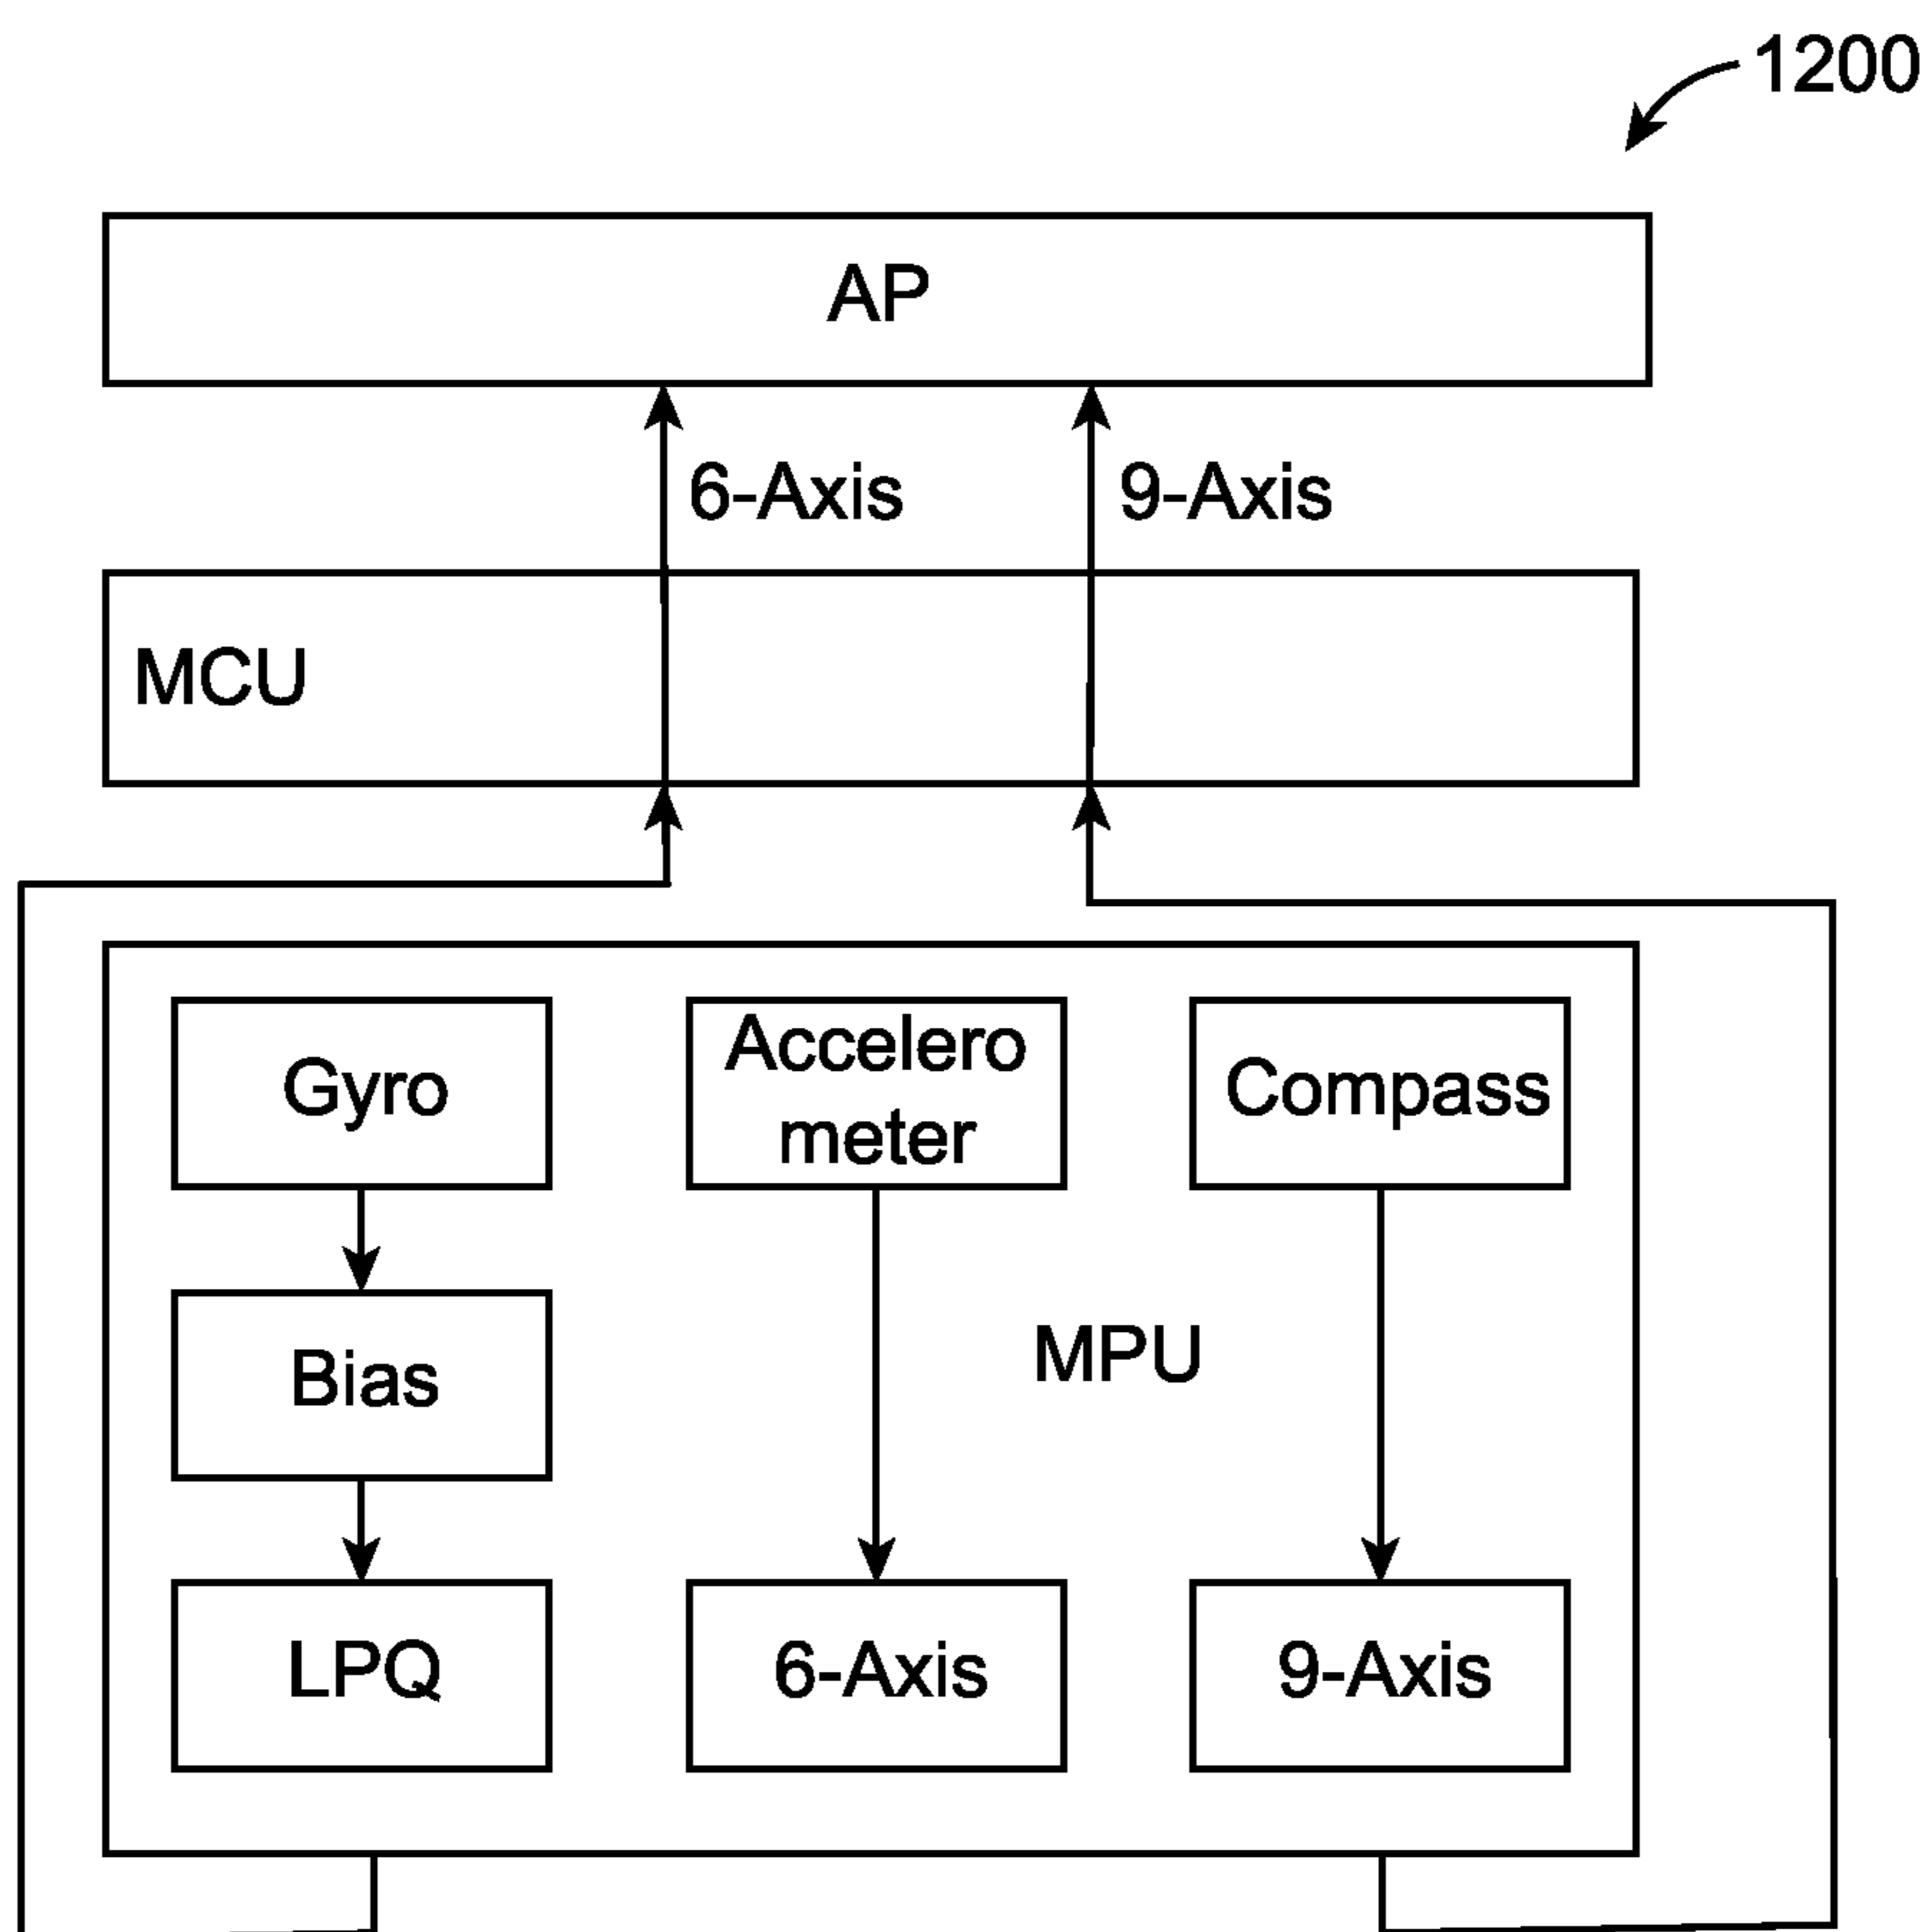 1200
AP
6-Axis
9-Axis
MCU
Gyro
Accelero
meter
Compass
Bias
MPU
LPQ
6-Axis
9-Axis